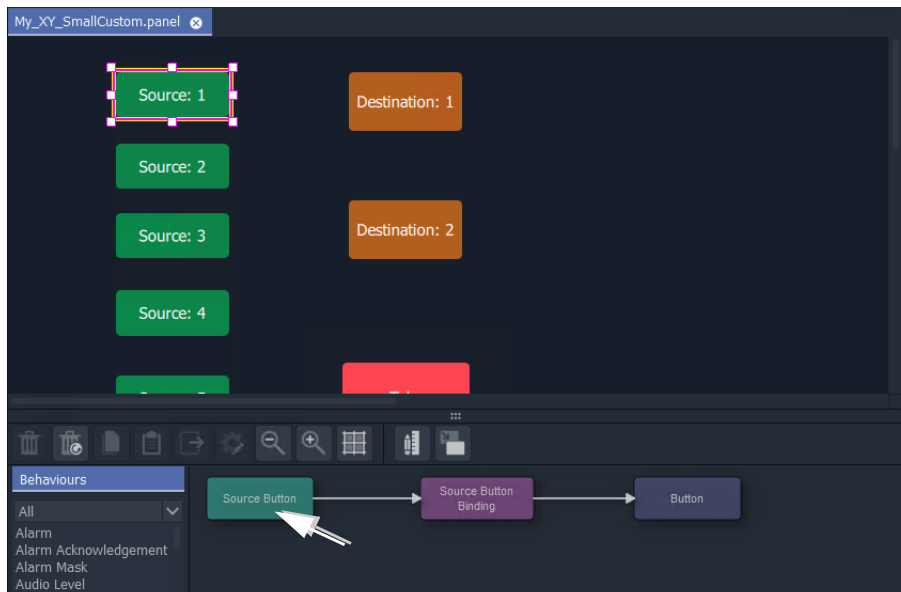 My_XY_SmallCustom.panel
Source: 1
Destination: 1
Source: 2
Source: 3
Destination: 2
Source: 4
Behaviours
All
Alarm
Alarm Acknowledgement
Alarm Mask
Audio Level
Source Button
Source Button
Binding
Button